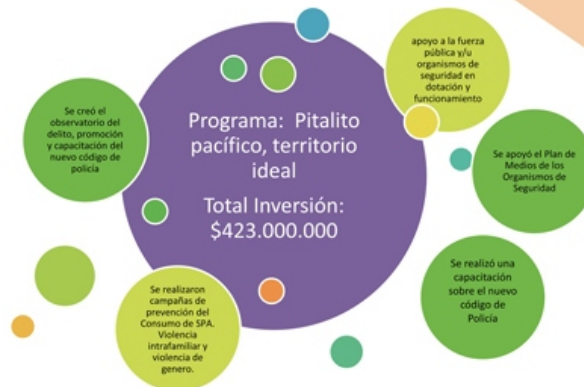 apoyo a la fuerza
pública y/u
organismos de
seguridad en
dotación y
funcionamiento
Se creó el
observatorio del
delito, promoción
y capacitación del
nuevo código de
policía
Programa: Pitalito
pacífico, territorio
ideal
Total Inversión:
$423.000.000
Se apoyó el Plan de
Medios de los
Organismos de
Seguridad
Se realizó una
capacitación
sobre el nuevo
código de
Policía
Se realizaron
campañas de
prevención del
Consumo de SPA.
Violencia
intrafamiliar y
violencia de
genero.